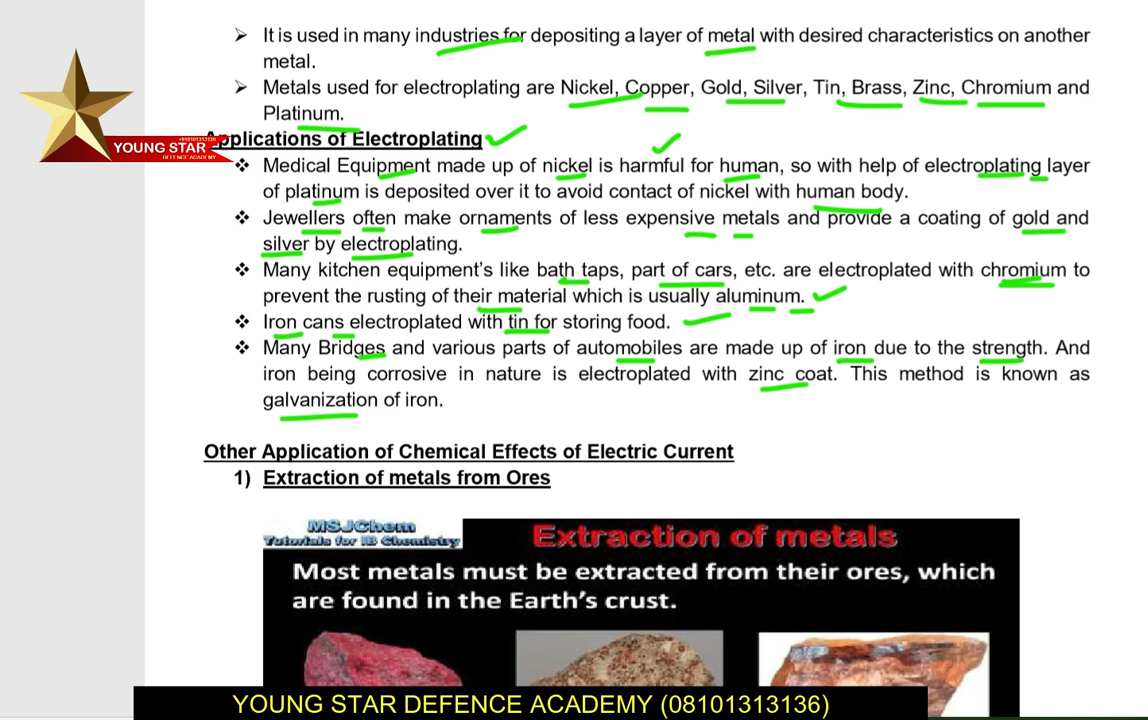 ➢ It is used in many industries for depositing a layer of metal with desired characteristics on another
metal.
➢ Metals used for electroplating are Nickel, Copper, Gold, Silver, Tin, Brass, Zinc, Chromium and
Platinum.
Applications of Electroplating
❖ Medical Equipment made up of nickel is harmful for human, so with help of electroplating layer
of platinum is deposited over it to avoid contact of nickel with human body.
❖ Jewellers often make ornaments of less expensive metals and provide a coating of gold and
silver by electroplating.
❖ Many kitchen equipment's like bath taps, part of cars, etc. are electroplated with chromium to
prevent the rusting of their material which is usually aluminum.
❖ Iron cans electroplated with tin for storing food.
❖ Many Bridges and various parts of automobiles are made up of iron due to the strength. And
iron being corrosive in nature is electroplated with zinc coat. This method is known as
galvanization of iron.
Other Application of Chemical Effects of Electric Current
1) Extraction of metals from Ores
MSJChem
Tutorials for IB Chemistry
Extraction of metals
Most metals must be extracted from their ores, which
are found in the Earth's crust.
+08101313136
YOUNG STAR
DEFENCE ACADEMY
YOUNG STAR DEFENCE ACADEMY (08101313136)